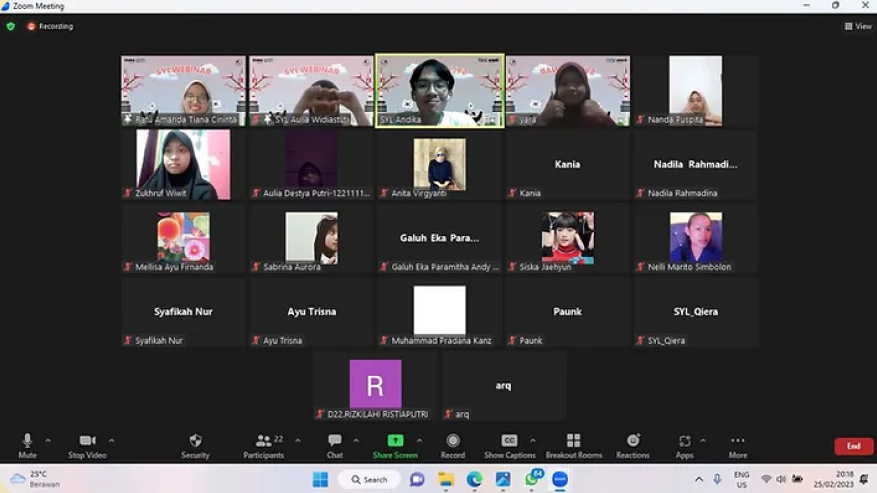 Zoom Meeting
Recording
View
SYL WEBINAR
SYL WEBINAR
Ratu Amanda Tiana Cininta
SYL Aulia Widiastuti
SYL Andika
yara
Nanda Puspita
Zukhruf Wiwit
Aulia Destya Putri-1221111...
Anita Virgyanti
Kania
Kania
Nadila Rahmadi...
Nadila Rahmadina
Mellisa Ayu Firnanda
Sabrina Aurora
Galuh Eka Para...
Galuh Eka Paramitha Andy ...
Siska Jaehyun
Nelli Marito Simbolon
Syafikah Nur
Syafikah Nur
Ayu Trisna
Ayu Trisna
Muhammad Pradana Kanz
Paunk
Paunk
SYL_Qiera
SYL_Qiera
R
D22.RIZKILAHI RISTIAPUTRI
arq
arq
Mute
Stop Video
Security
Participants
22
Chat
Share Screen
Record
CC
Show Captions
Breakout Rooms
Reactions
Apps
More
End
25°C
Berawan
Search
84
zoom
ENG
US
20:18
25/02/2023